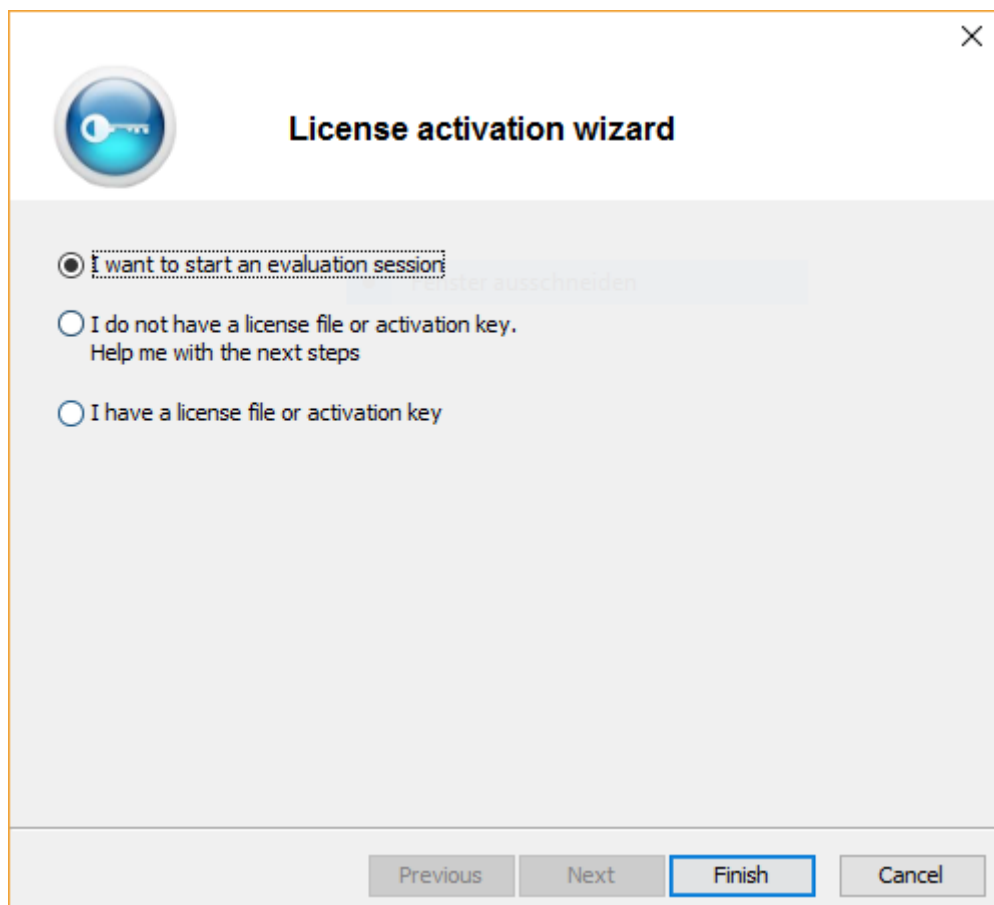 License activation wizard
I want to start an evaluation session
Fenster ausschneiden
I do not have a license file or activation key.
Help me with the next steps
I have a license file or activation key
Previous
Next
Finish
Cancel